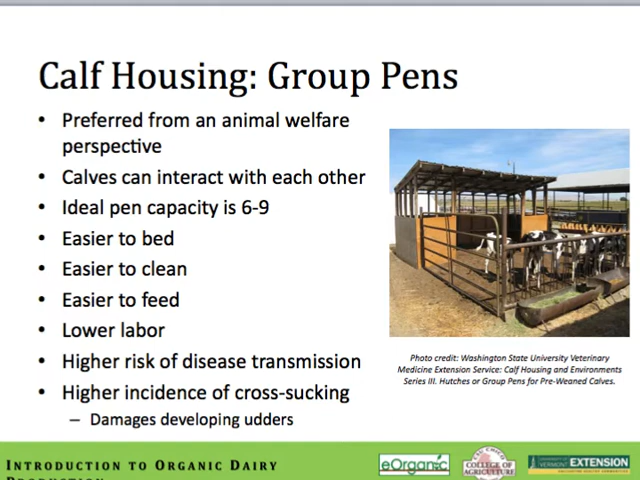 Calf Housing: Group Pens
• Preferred from an animal welfare
perspective
• Calves can interact with each other
• Ideal pen capacity is 6-9
• Easier to bed
• Easier to clean
• Easier to feed
• Lower labor
• Higher risk of disease transmission
• Higher incidence of cross-sucking
– Damages developing udders
Photo credit: Washington State University Veterinary
Medicine Extension Service: Calf Housing and Environments
Series III. Hutches or Group Pens for Pre-Weaned Calves.
INTRODUCTION TO ORGANIC DAIRY
PRODUCTION
eOrganic
COLLEGE OF
AGRICULTURE
VERMONT EXTENSION